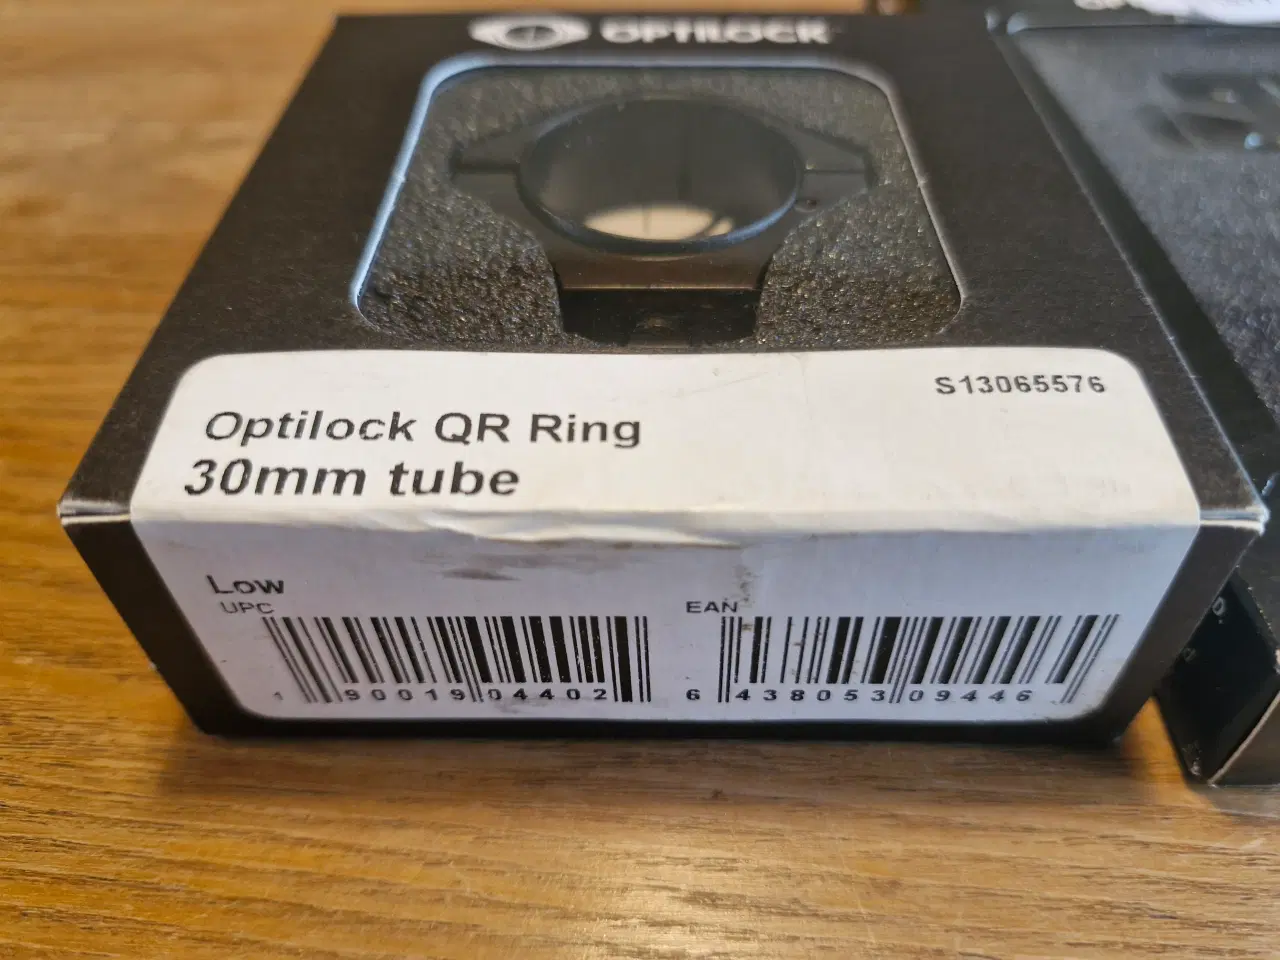 OPTILOCK
S13065576
Optilock QR Ring
30mm tube
Low
UPC
EAN
1 90019 04402
6 438053 09446